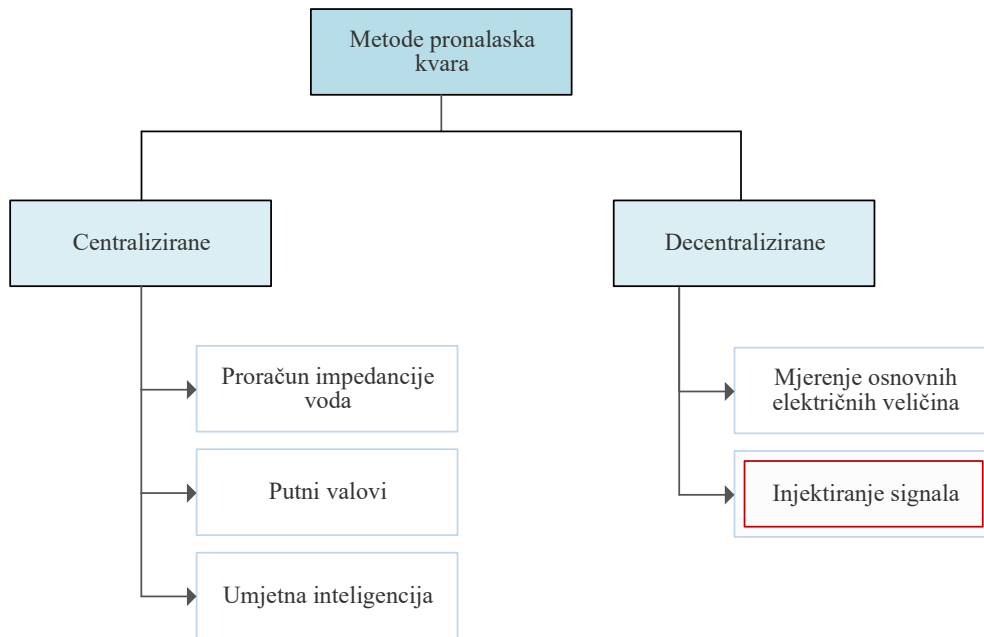 Metode pronalaska
kvara
Centralizirane
Decentralizirane
Proračun impedancije
voda
Putni valovi
Umjetna inteligencija
Mjerenje osnovnih
električnih veličina
Injektiranje signala